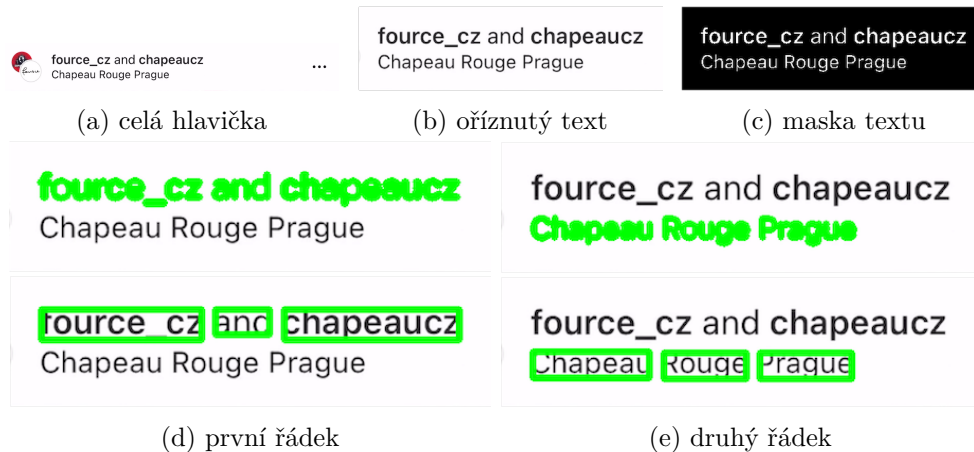 fource_cz and chapeaucz
Chapeau Rouge Prague
...
(a) celá hlavička
fource_cz and chapeaucz
Chapeau Rouge Prague
(b) oříznutý text
fource_cz and chapeaucz
Chapeau Rouge Prague
(c) maska textu
fource_cz and chapeaucz
Chapeau Rouge Prague
fource_cz and chapeaucz
Chapeau Rouge Prague
(d) první řádek
fource_cz and chapeaucz
Chapeau Rouge Prague
fource_cz and chapeaucz
Chapeau Rouge Prague
(e) druhý řádek